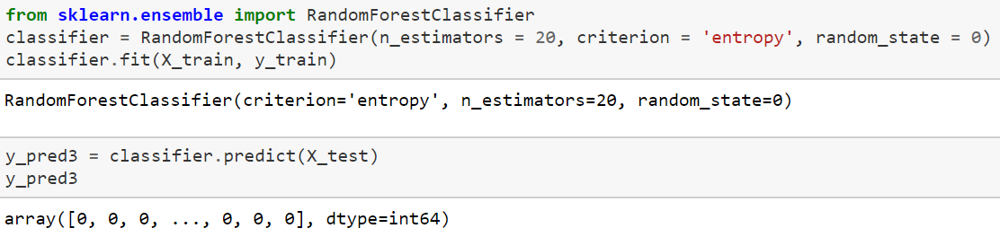 from sklearn.ensemble import RandomForestClassifier
classifier = RandomForestClassifier(n_estimators = 20, criterion = 'entropy', random_state = 0)
classifier.fit(X_train, y_train)
RandomForestClassifier(criterion='entropy', n_estimators=20, random_state=0)
y_pred3 = classifier.predict(X_test)
y_pred3
array([0, 0, 0, ..., 0, 0, 0], dtype=int64)